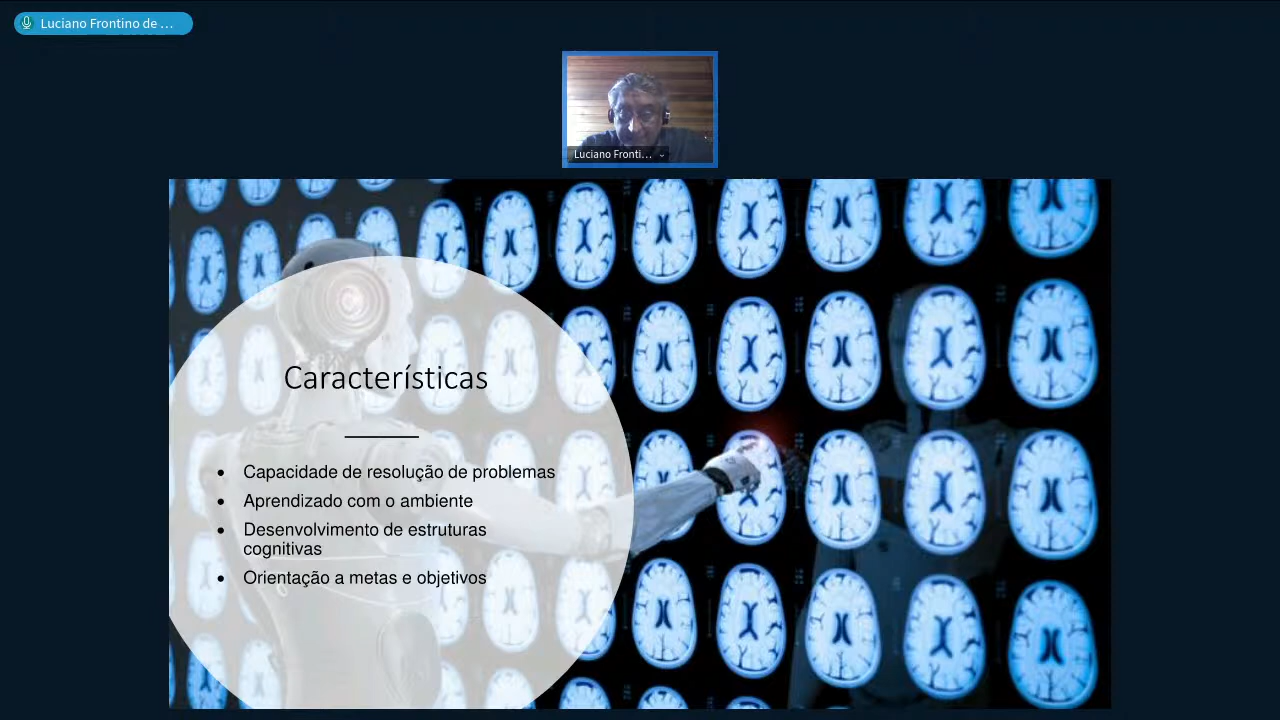 Luciano Frontino de ...
Luciano Fronti...
Características
• Capacidade de resolução de problemas
• Aprendizado com o ambiente
• Desenvolvimento de estruturas
cognitivas
• Orientação a metas e objetivos